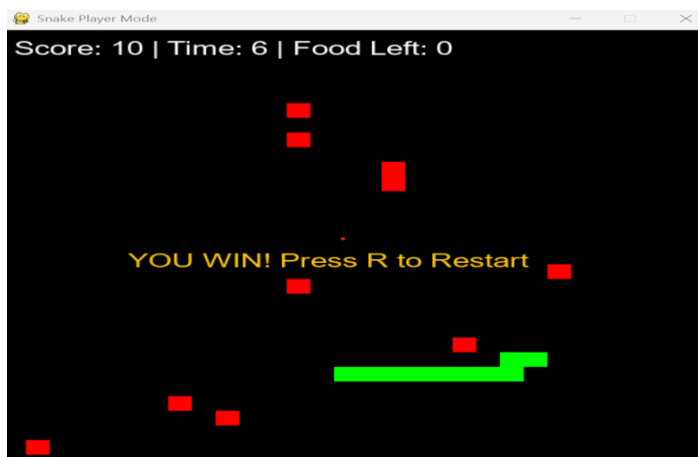 Snake Player Mode
Score: 10 | Time: 6 | Food Left: 0
YOU WIN! Press R to Restart